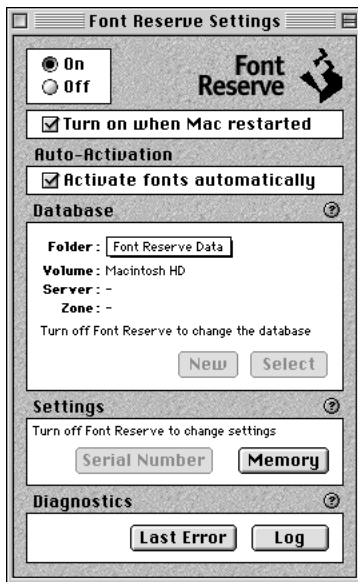 Font Reserve Settings
On
Off
Font
Reserve
Turn on when Mac restarted
Auto-Activation
Activate fonts automatically
Database
?
Folder: Font Reserve Data
Volume: Macintosh HD
Server: -
Zone: -
Turn off Font Reserve to change the database
New Select
Settings
?
Turn off Font Reserve to change settings
Serial Number Memory
Diagnostics
?
Last Error Log